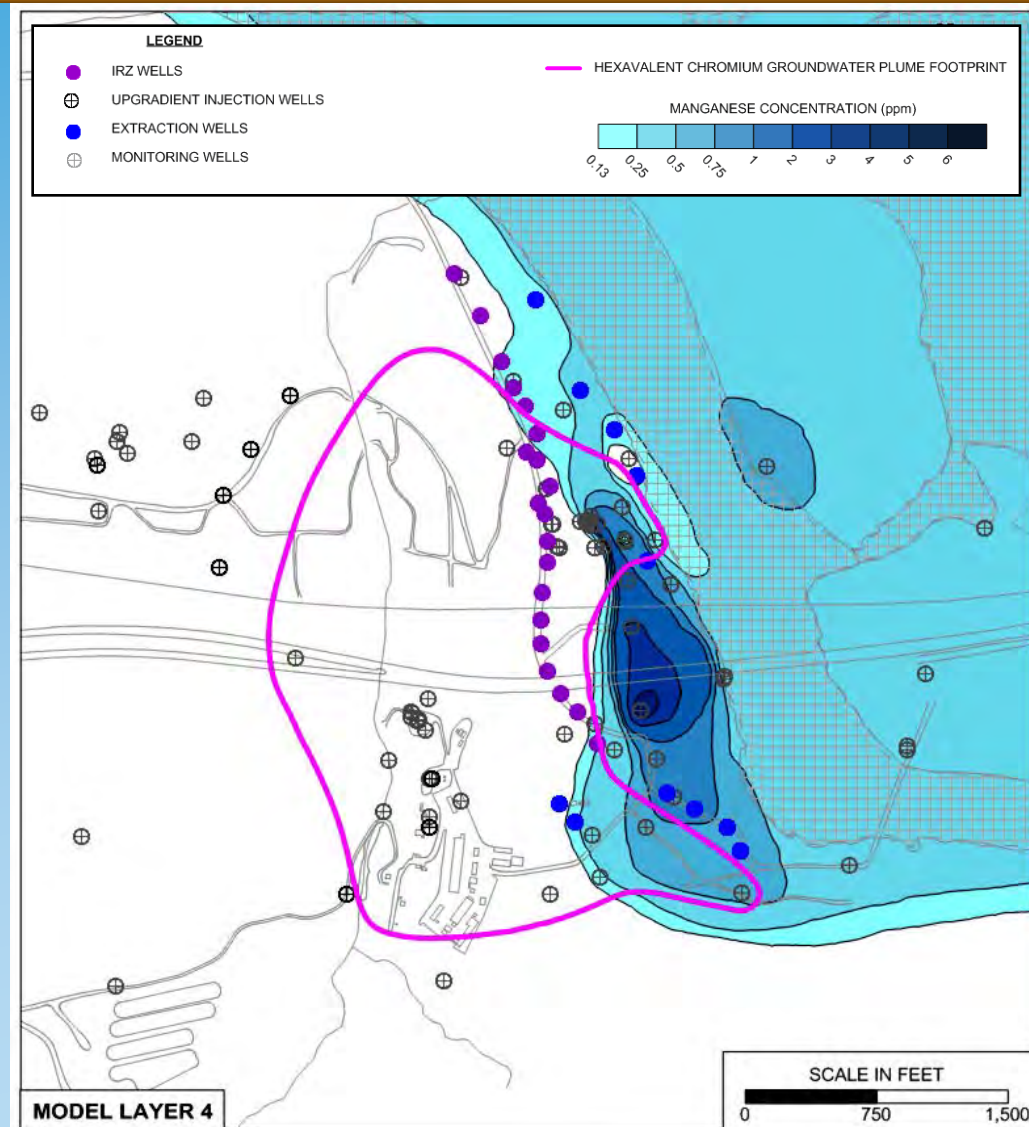 LEGEND
IRZ WELLS
UPGRADIENT INJECTION WELLS
EXTRACTION WELLS
MONITORING WELLS
HEXAVALENT CHROMIUM GROUNDWATER PLUME FOOTPRINT
MANGANESE CONCENTRATION (ppm)
0.13 0.25 0.5 0.75 1 2 3 4 5 6
MODEL LAYER 4
SCALE IN FEET
0 750 1,500